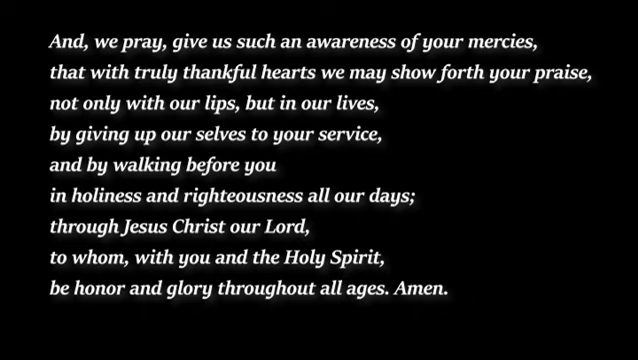 And, we pray, give us such an awareness of your mercies,
that with truly thankful hearts we may show forth your praise,
not only with our lips, but in our lives,
by giving up our selves to your service,
and by walking before you
in holiness and righteousness all our days;
through Jesus Christ our Lord,
to whom, with you and the Holy Spirit,
be honor and glory throughout all ages. Amen.